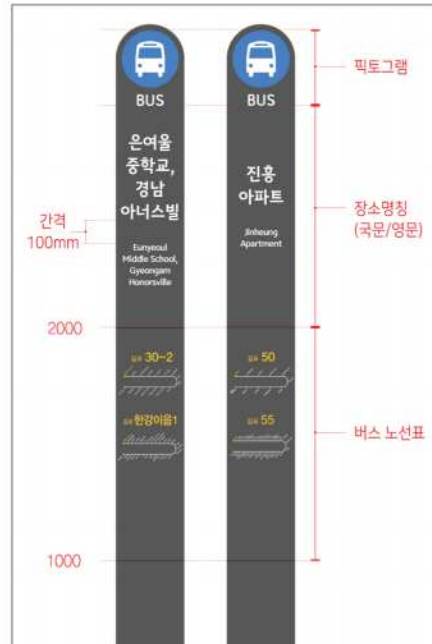 BUS
은여울
중학교,
경남
아너스빌
Eunyeoul
Middle School,
Gyeongam
Honorsville
30-2
한강이음1
BUS
진흥
아파트
Jinheung
Apartment
50
55
간격
100mm
2000
1000
픽토그램
장소명칭
(국문/영문)
버스 노선표